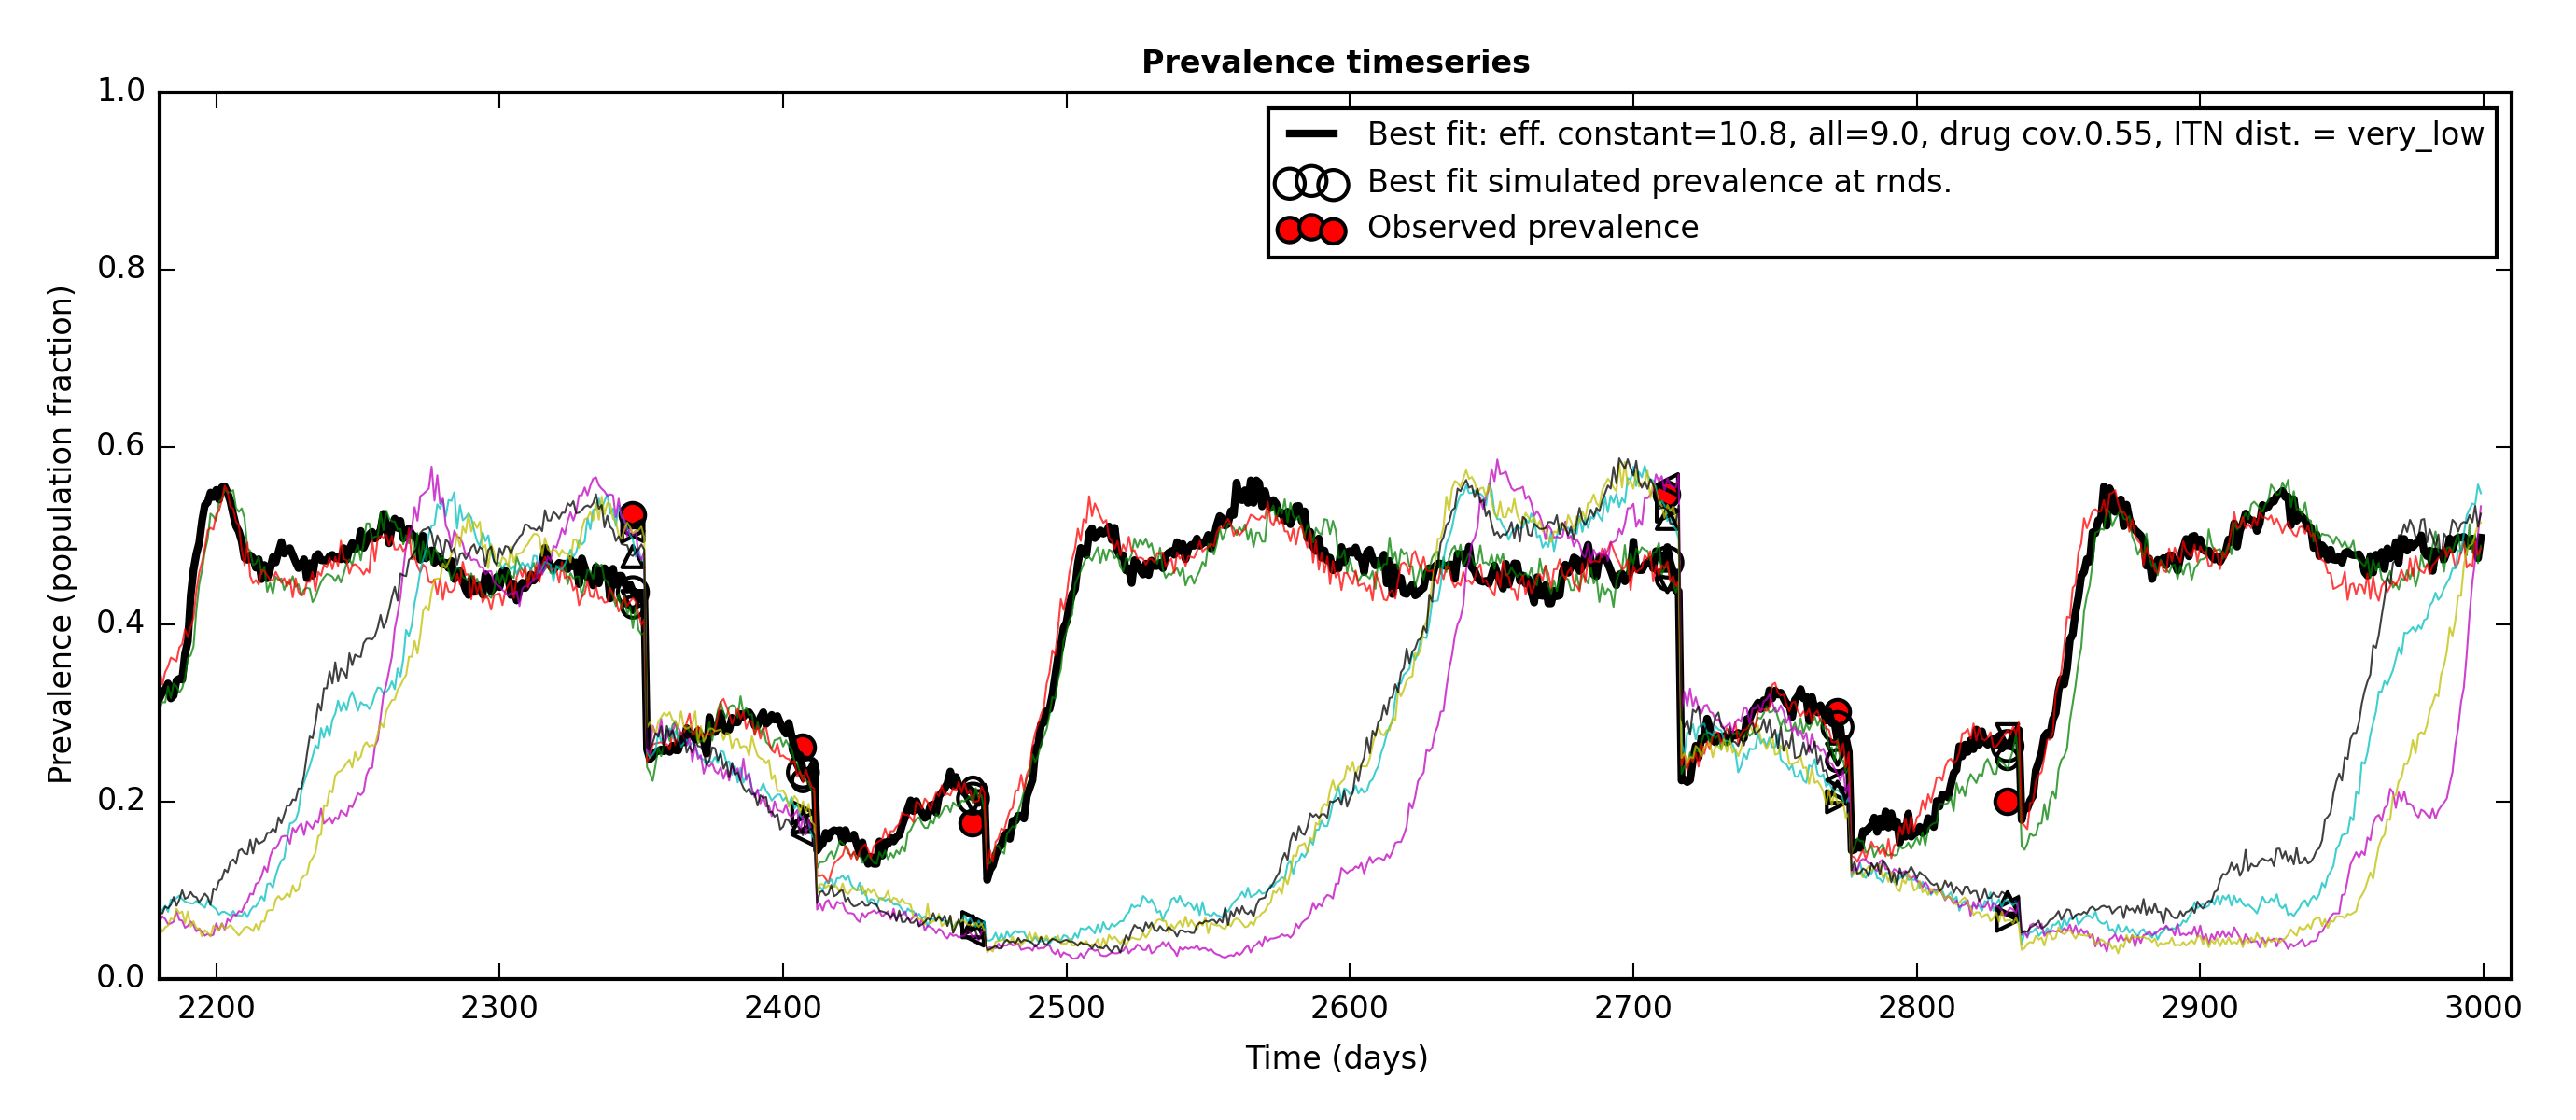 Prevalence timeseries
Best fit: eff. constant=10.8, all=9.0, drug cov.0.55, ITN dist. = very_low
Best fit simulated prevalence at rnds.
Observed prevalence
Prevalence (population fraction)
1.0
0.8
0.6
0.4
0.2
0.0
2200 2300 2400 2500 2600 2700 2800 2900 3000
Time (days)